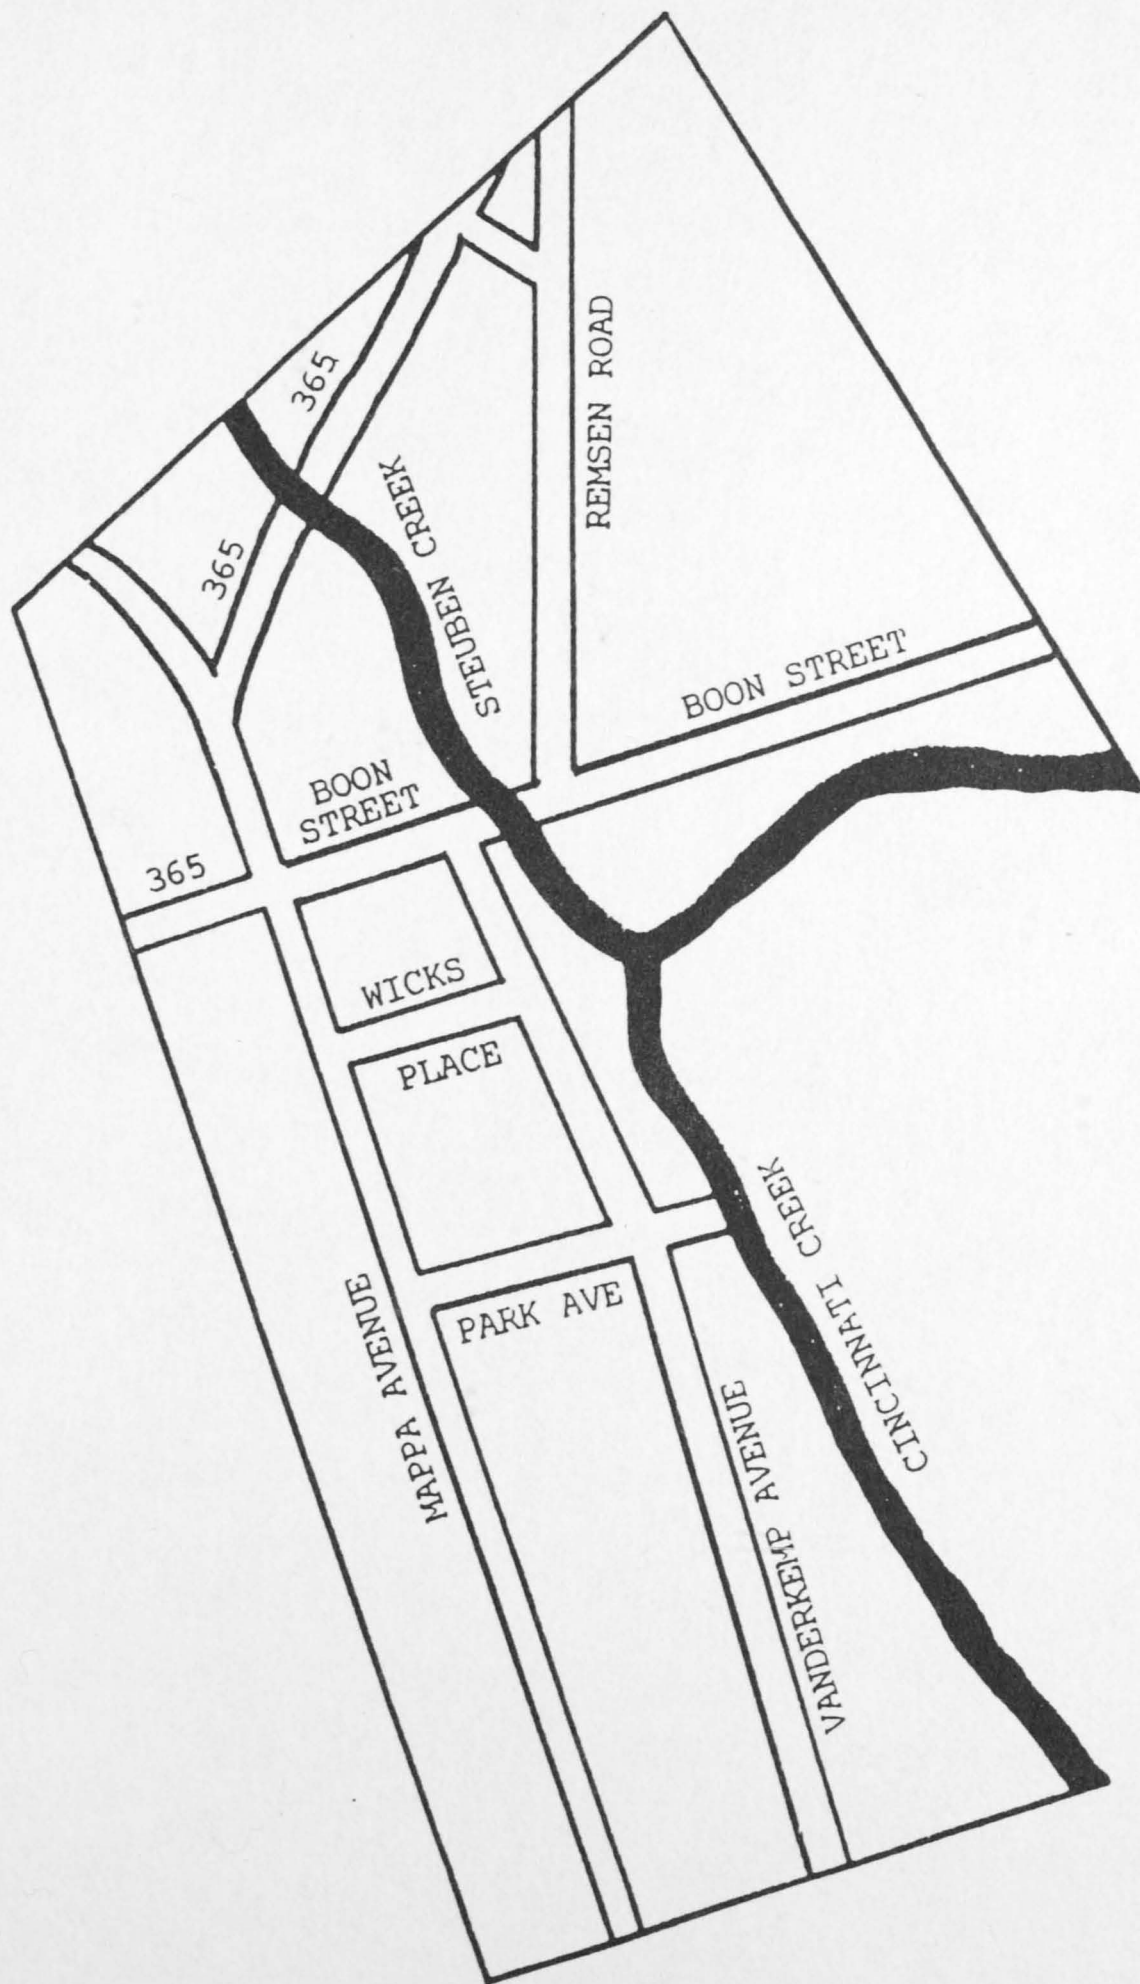 365
REMSEN ROAD
STEUBEN CREEK
365
BOON STREET
BOON
STREET
365
WICKS
PLACE
CINCINNATI CREEK
MAPPA AVENUE
PARK AVE
VANDERKEMP AVENUE